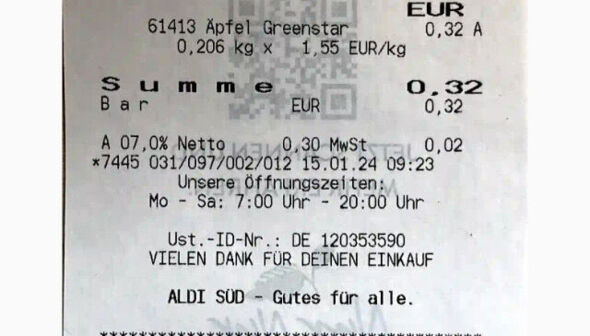 EUR
61413 Äpfel Greenstar 0,32 A
0,206 kg x 1,55 EUR/kg
Summe 0.32
Bar EUR 0,32
A 07,0% Netto 0,30 MwSt 0,02
*7445 031/097/002/012 15.01.24 09:23
Unsere Öffnungszeiten:
Mo - Sa: 7:00 Uhr - 20:00 Uhr
Ust.-ID-Nr.: DE 120353590
VIELEN DANK FÜR DEINEN EINKAUF
ALDI SÜD - Gutes für alle.